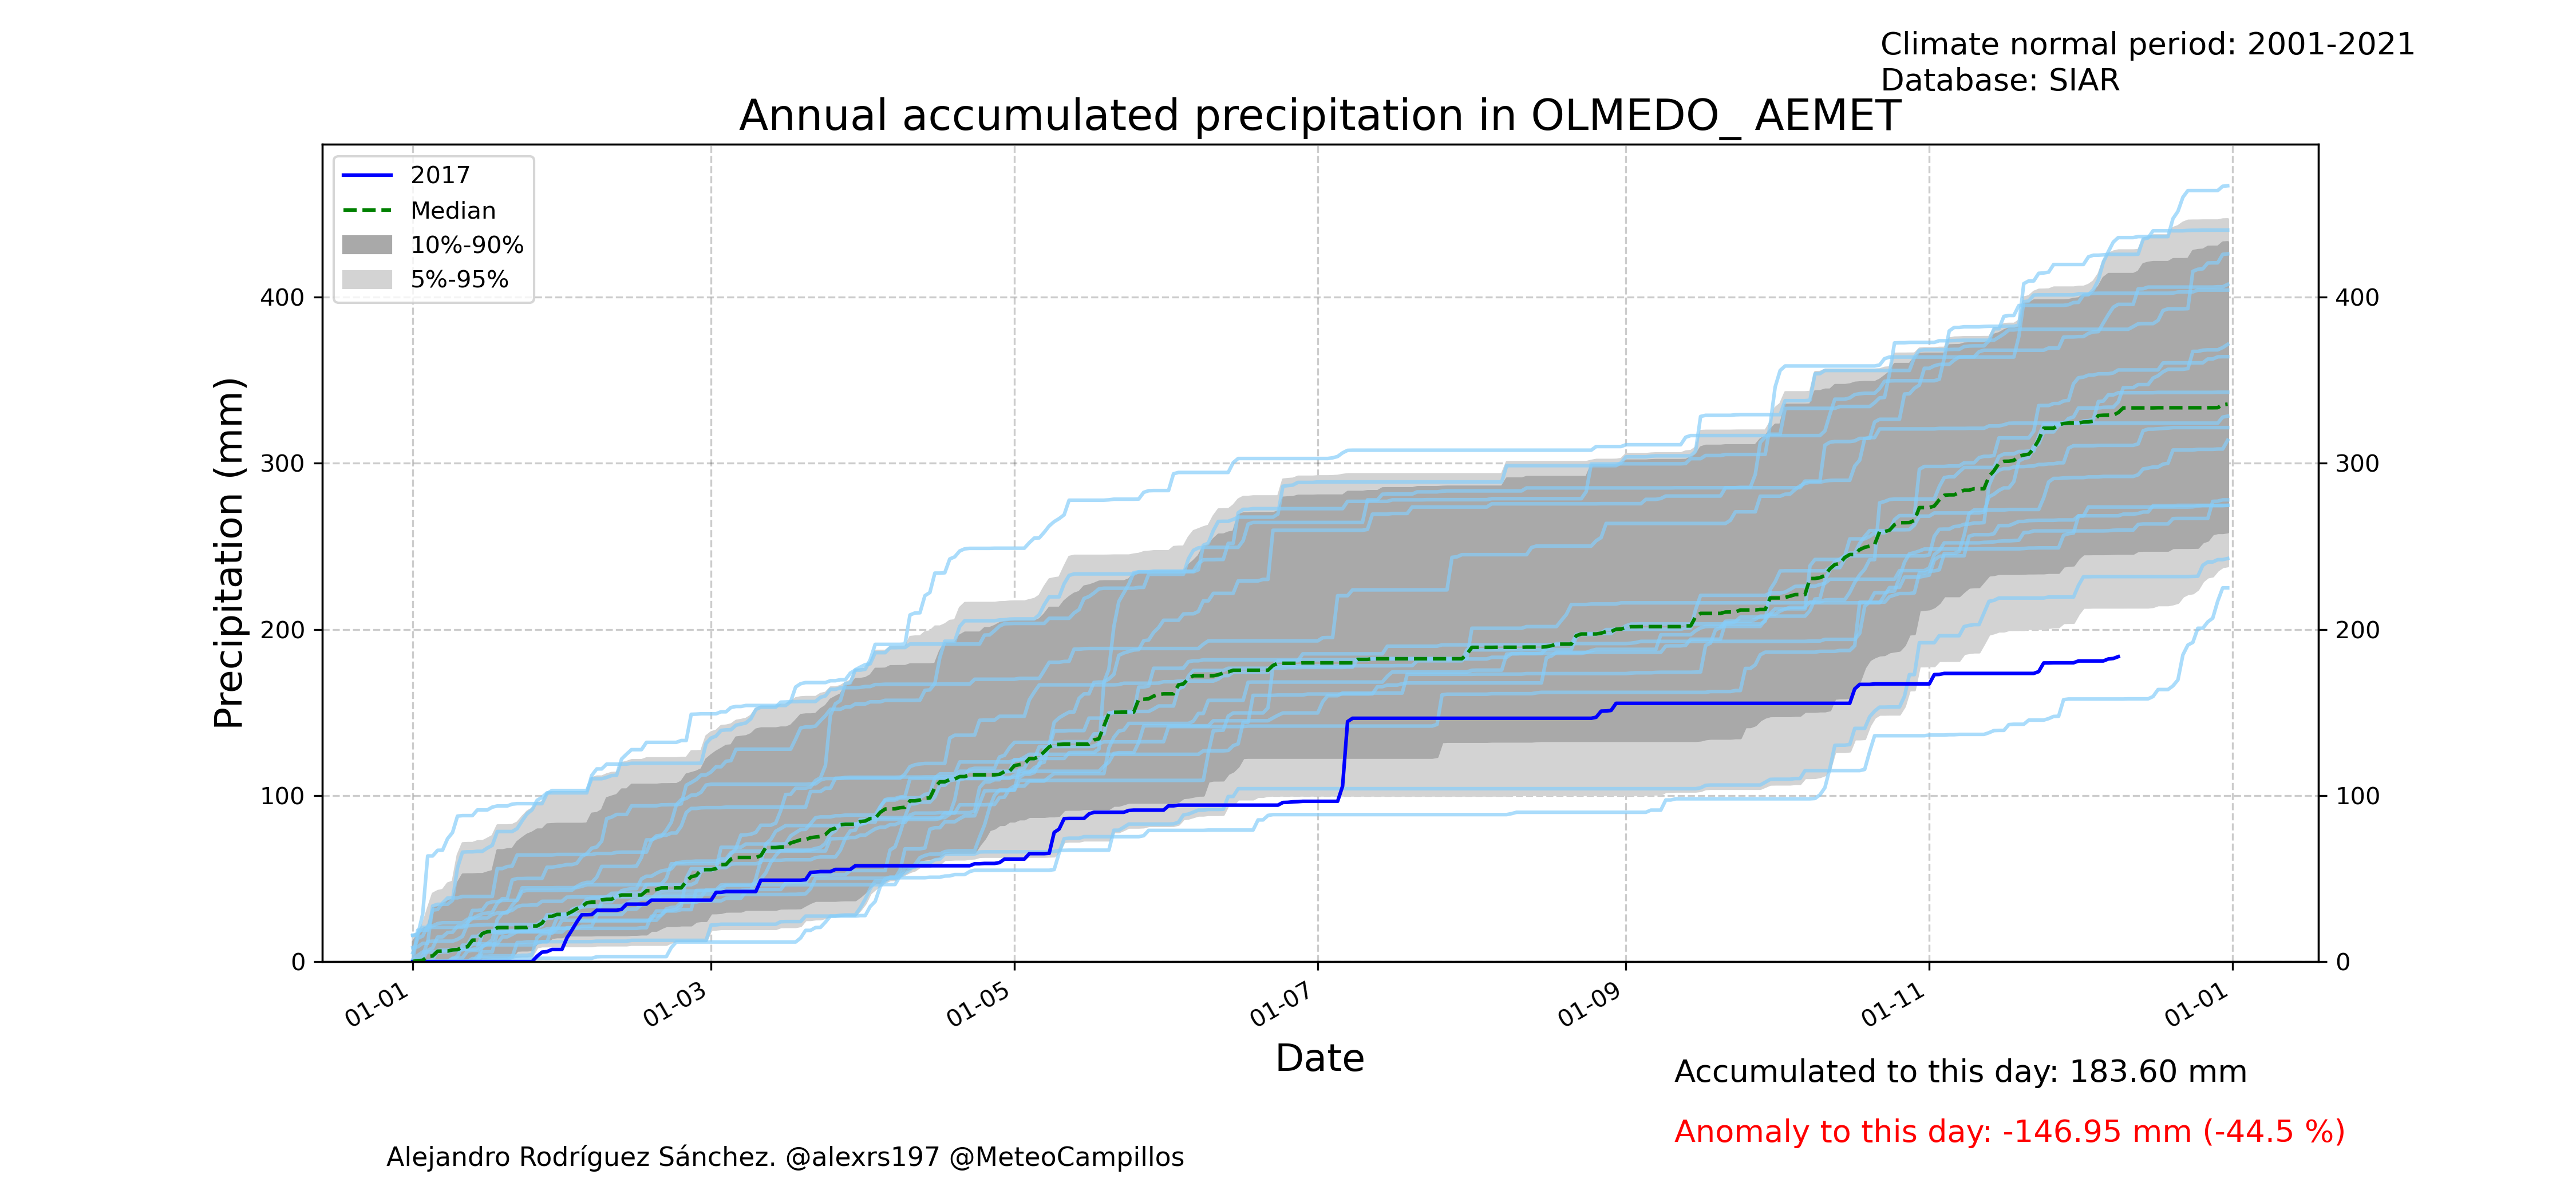 Climate normal period: 2001-2021
Database: SIAR
Annual accumulated precipitation in OLMEDO_ AEMET
2017
Median
10%-90%
5%-95%
Precipitation (mm)
400
300
200
100
0
400
300
200
100
0
01-01
01-03
01-05
01-07
01-09
01-11
01-01
Date
Accumulated to this day: 183.60 mm
Anomaly to this day: -146.95 mm (-44.5 %)
Alejandro Rodríguez Sánchez. @alexrs197 @MeteoCampillos